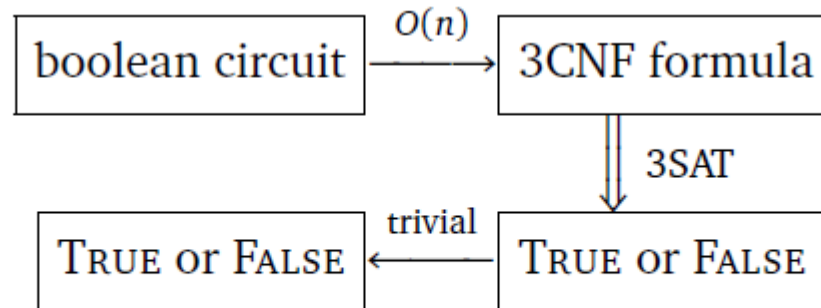 O(n)
boolean circuit
3CNF formula
3SAT
trivial
TRUE or FALSE
TRUE or FALSE